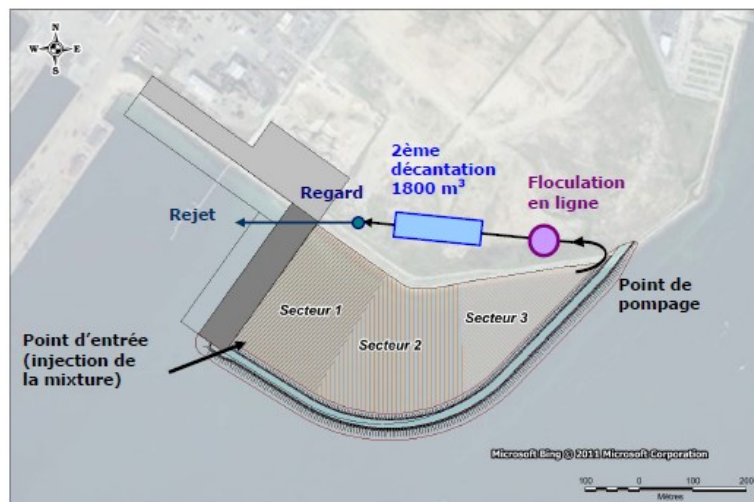 N
W E
S
2ème
décantation
1800 m³
Floculation
en ligne
Regard
Rejet
Point de
pompage
Secteur 1
Secteur 2
Secteur 3
Point d’entrée
(injection de
la mixture)
Microsoft Bing @ 2011 Microsoft Corporation
100 0 100 200
Mètres